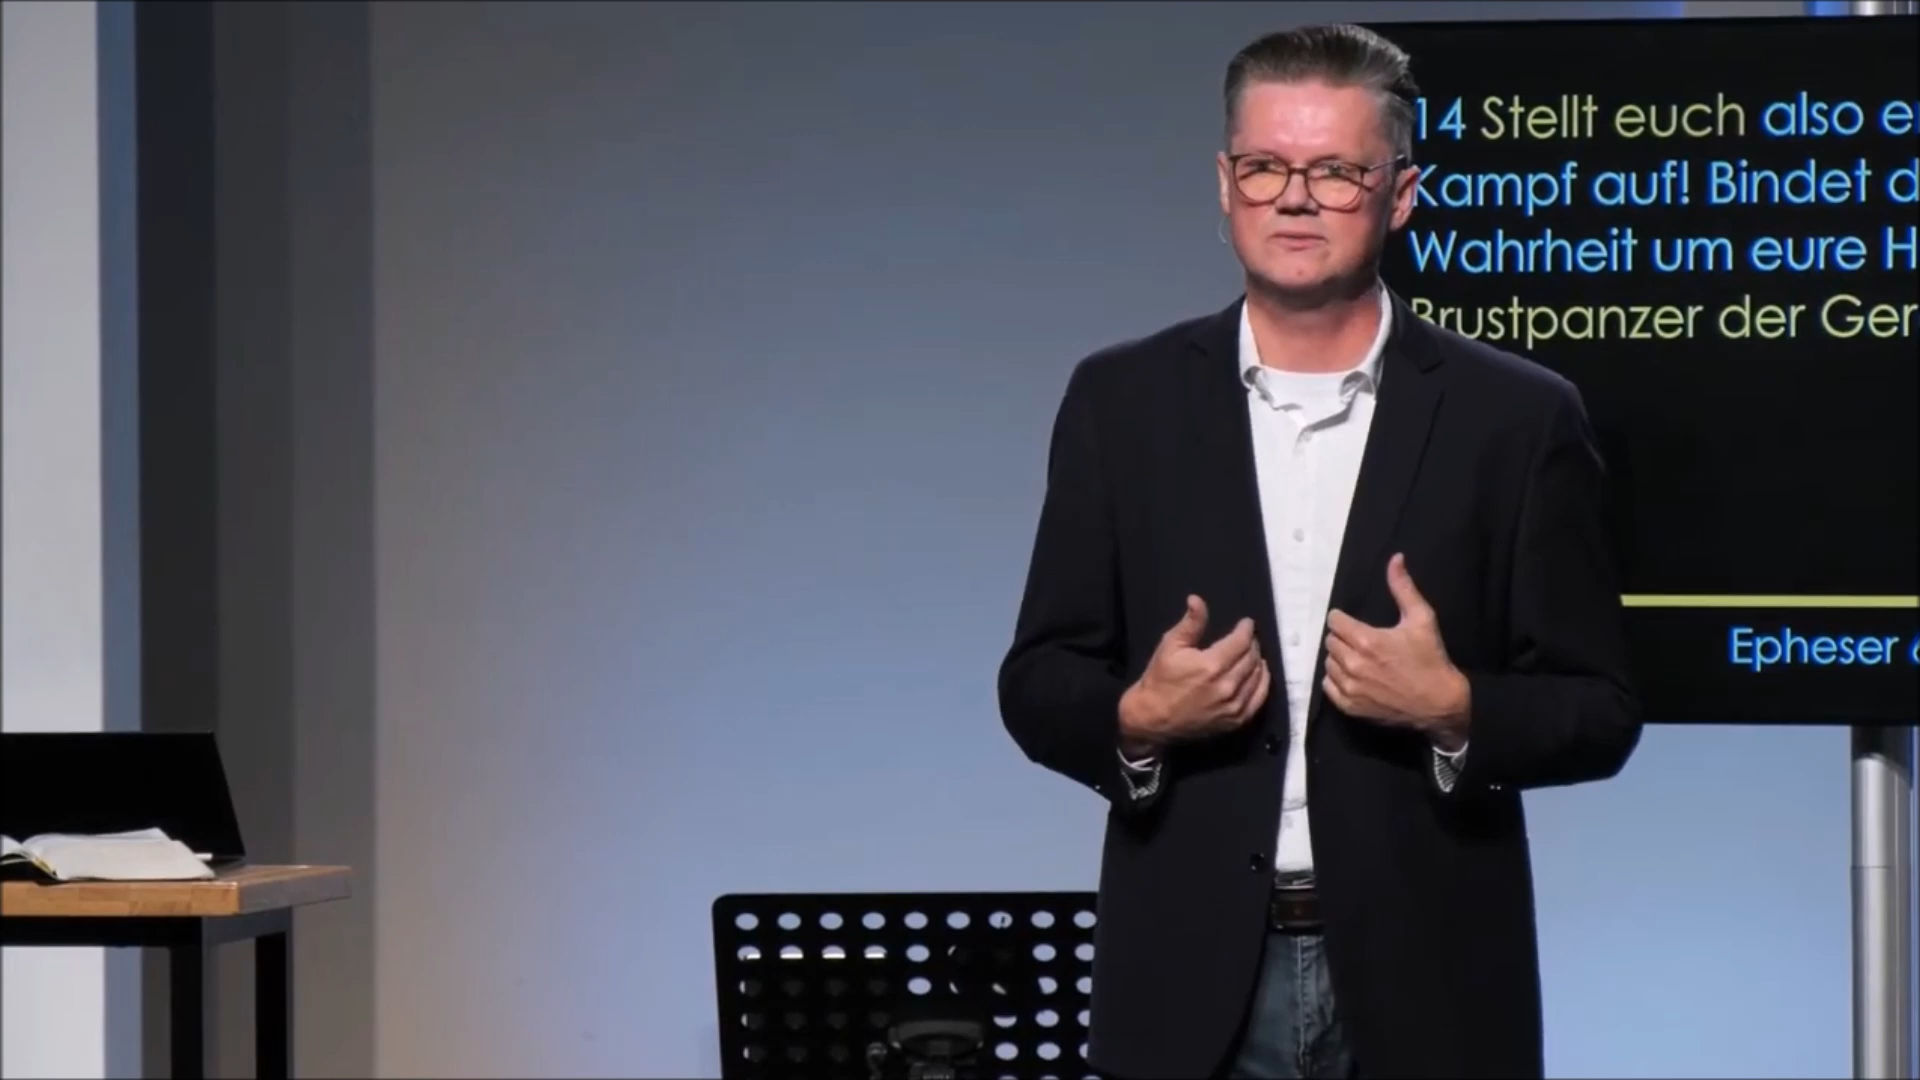 14 Stellt euch also
Kampf auf! Bindet
Wahrheit um eure
Brustpanzer der
Epheser